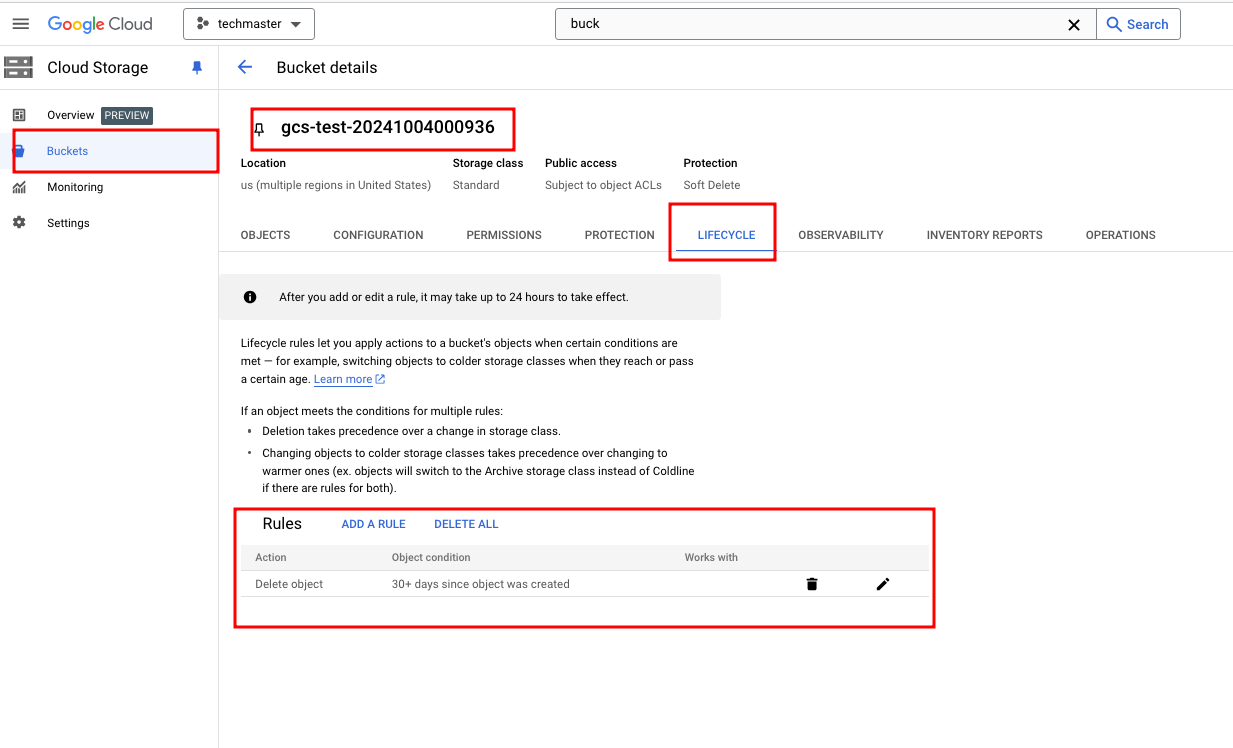 Google Cloud
techmaster
buck
Search
Cloud Storage
Bucket details
Overview PREVIEW
Buckets
Monitoring
Settings
gcs-test-20241004000936
Location Storage class Public access Protection
us (multiple regions in United States) Standard Subject to object ACLs Soft Delete
OBJECTS CONFIGURATION PERMISSIONS PROTECTION LIFECYCLE OBSERVABILITY INVENTORY REPORTS OPERATIONS
After you add or edit a rule, it may take up to 24 hours to take effect.
Lifecycle rules let you apply actions to a bucket's objects when certain conditions are
met — for example, switching objects to colder storage classes when they reach or pass
a certain age. Learn more
If an object meets the conditions for multiple rules:
• Deletion takes precedence over a change in storage class.
• Changing objects to colder storage classes takes precedence over changing to
warmer ones (ex. objects will switch to the Archive storage class instead of Coldline
if there are rules for both).
Rules ADD A RULE DELETE ALL
Action Object condition Works with
Delete object 30+ days since object was created